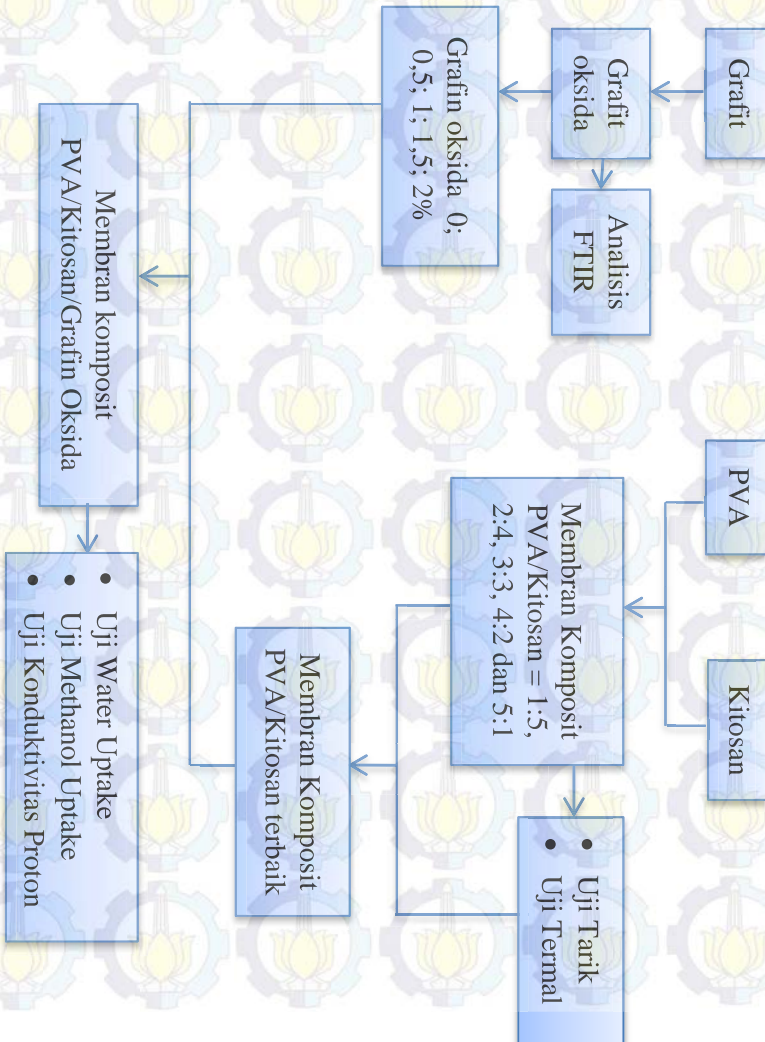 Grafit
Grafit
oksida
Analisis
FTIR
Grafin oksida 0;
0,5; 1; 1,5; 2%
PVA
Kitosan
Membran Komposit
PVA/Kitosan = 1:5,
2:4, 3:3, 4:2 dan 5:1
• Uji Tarik
• Uji Termal
Membran Komposit
PVA/Kitosan terbaik
Membran komposit
PVA/Kitosan/Grafin Oksida
• Uji Water Uptake
• Uji Methanol Uptake
• Uji Konduktivitas Proton